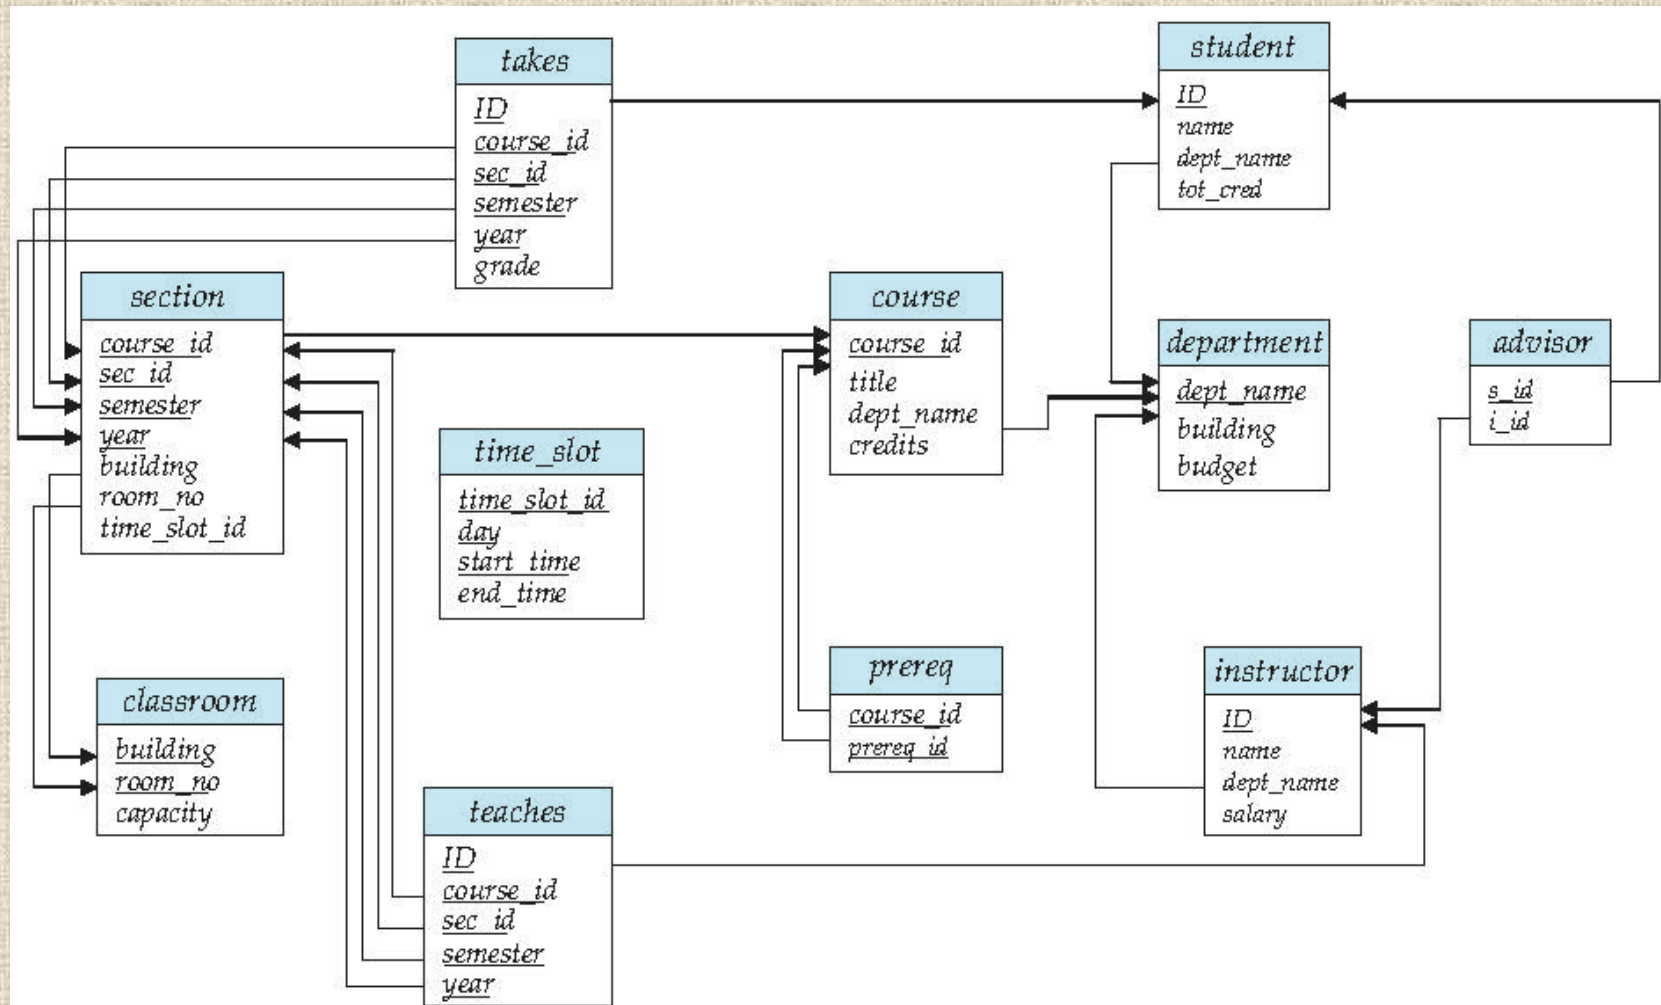 takes
ID
course_id
sec_id
semester
year
grade
student
ID
name
dept_name
tot_cred
section
course_id
sec_id
semester
year
building
room_no
time_slot_id
course
course_id
title
dept_name
credits
department
dept_name
building
budget
advisor
s_id
i_id
time_slot
time_slot_id
day
start_time
end_time
prereq
course_id
prereq_id
instructor
ID
name
dept_name
salary
classroom
building
room_no
capacity
teaches
ID
course_id
sec_id
semester
year